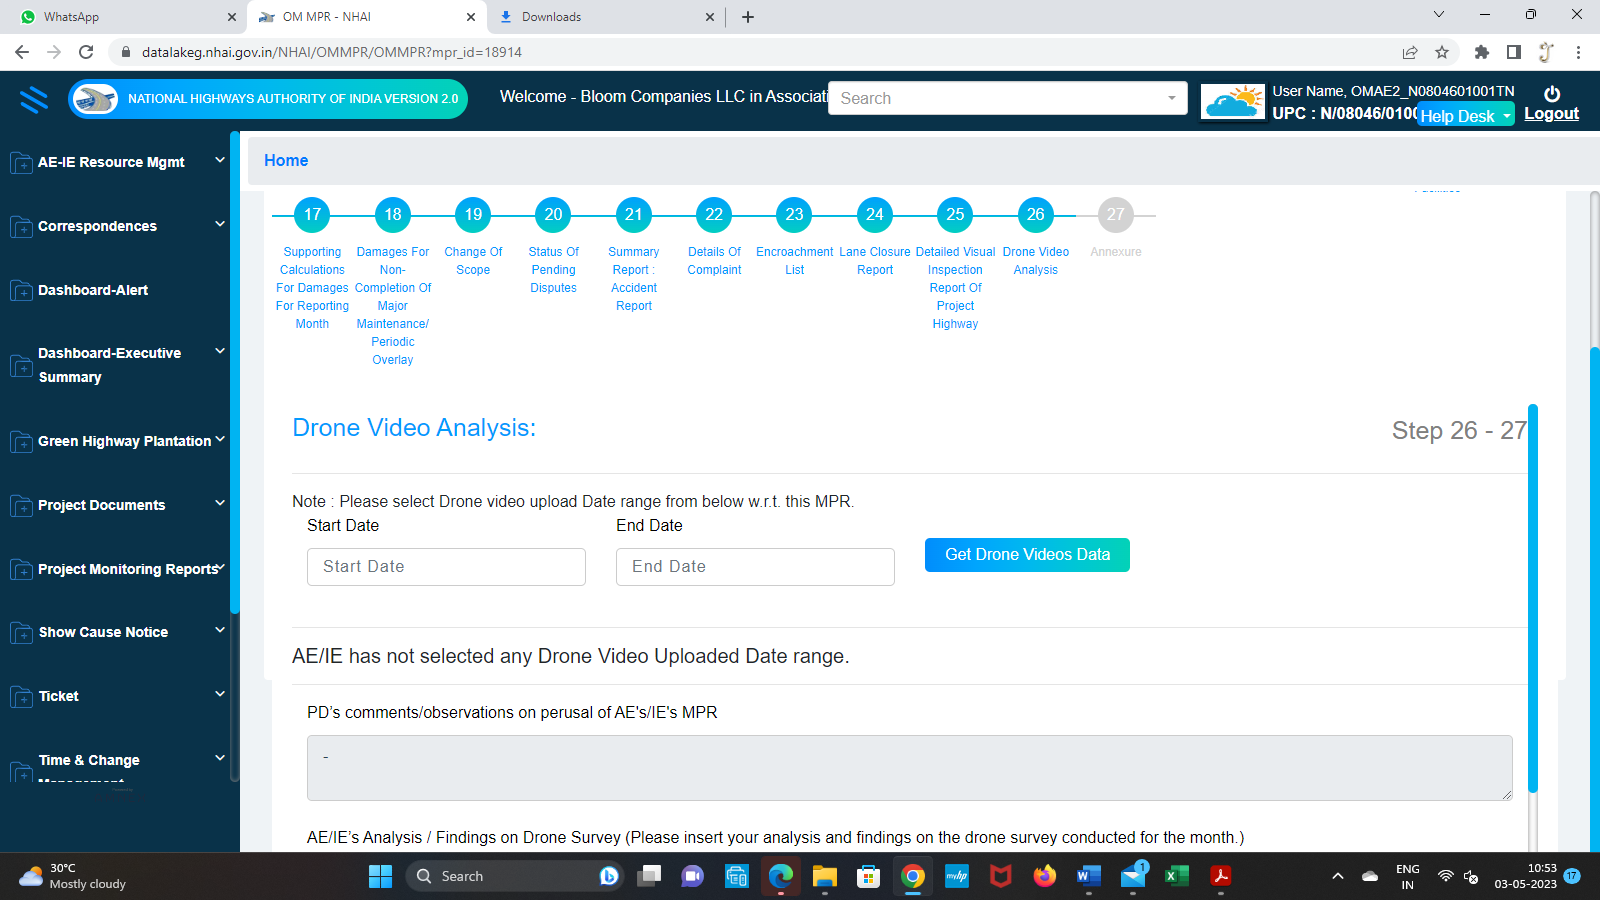 WhatsApp
OM MPR - NHAI
Downloads
datalakeg.nhai.gov.in/NHAI/OMMPR/OMMPR?mpr_id=18914
NATIONAL HIGHWAYS AUTHORITY OF INDIA VERSION 2.0
Welcome - Bloom Companies LLC in Associati
Search
User Name, OMAE2_N0804601001TN
UPC : N/08046/0100
Help Desk
Logout
AE-IE Resource Mgmt
Correspondences
Dashboard-Alert
Dashboard-Executive
Summary
Green Highway Plantation
Project Documents
Project Monitoring Reports
Show Cause Notice
Ticket
Time & Change
Home
17
18
19
20
21
22
23
24
25
26
27
Supporting
Calculations
For Damages
For Reporting
Month
Damages For
Non-
Completion Of
Major
Maintenance/
Periodic
Overlay
Change Of
Scope
Status Of
Pending
Disputes
Summary
Report :
Accident
Report
Details Of
Complaint
Encroachment
List
Lane Closure
Report
Detailed Visual
Inspection
Report Of
Project
Highway
Drone Video
Analysis
Annexure
Drone Video Analysis:
Step 26 - 27
Note : Please select Drone video upload Date range from below w.r.t. this MPR.
Start Date
End Date
Start Date
End Date
Get Drone Videos Data
AE/IE has not selected any Drone Video Uploaded Date range.
PD's comments/observations on perusal of AE's/IE's MPR
-
AE/IE's Analysis / Findings on Drone Survey (Please insert your analysis and findings on the drone survey conducted for the month.)
30°C
Mostly cloudy
Search
myhp
1
ENG
IN
10:53
03-05-2023
17